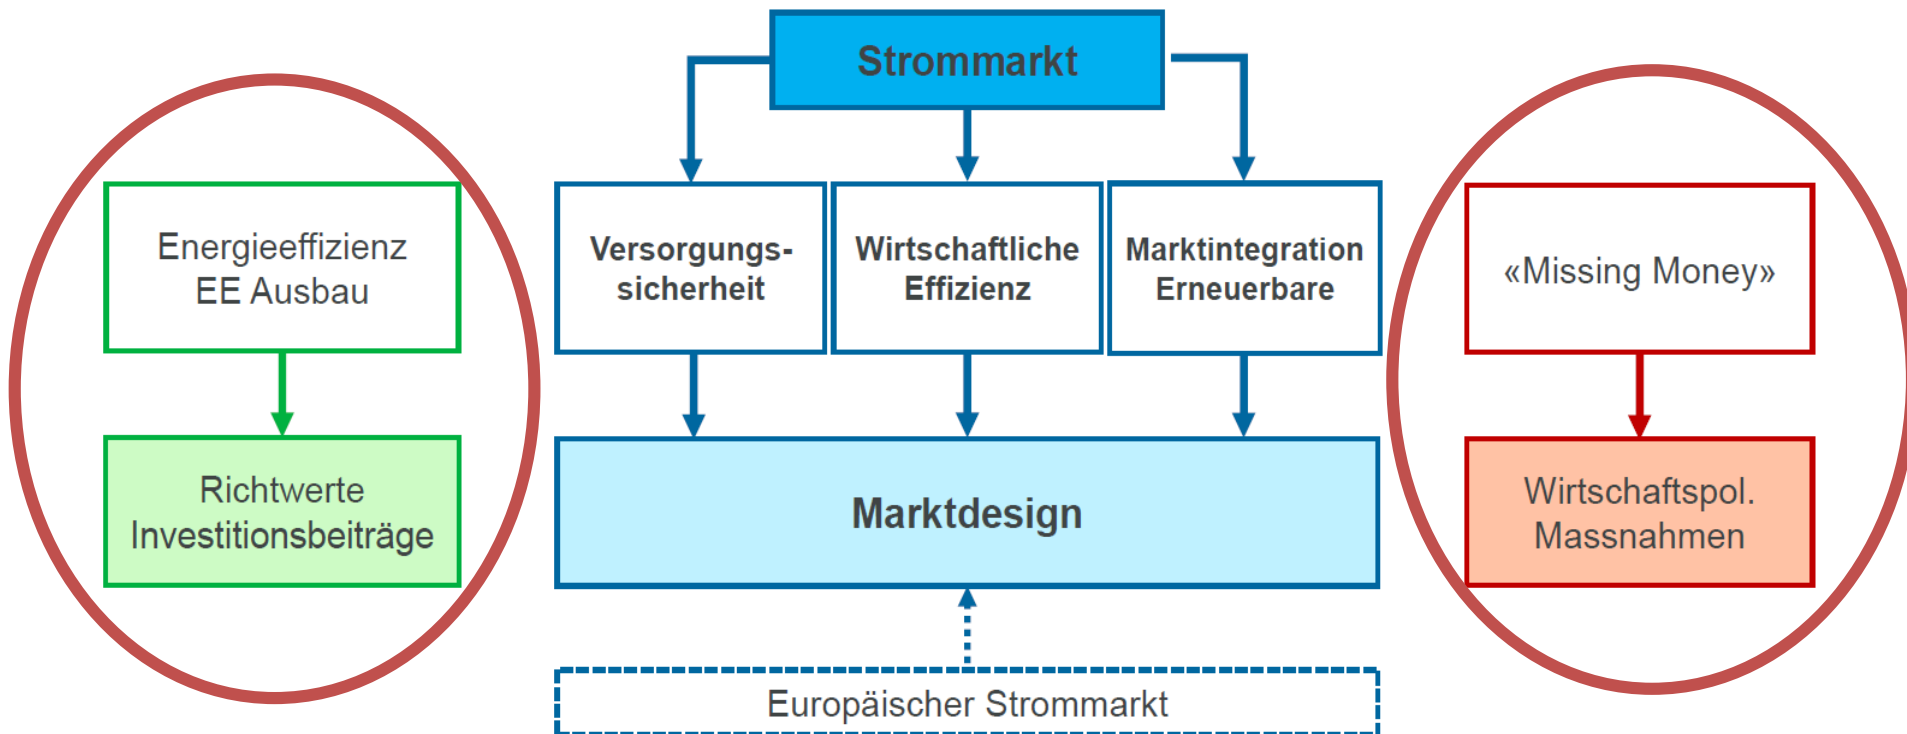 Strommarkt
Energieeffizienz
EE Ausbau
Versorgungs-
sicherheit
Wirtschaftliche
Effizienz
Marktintegration
Erneuerbare
«Missing Money»
Richtwerte
Investitionsbeiträge
Marktdesign
Wirtschaftspol.
Massnahmen
Europäischer Strommarkt